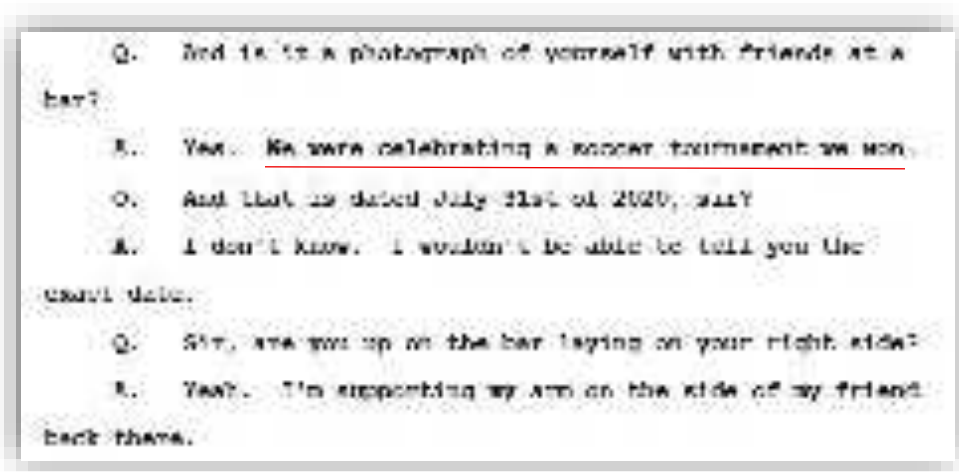 Q. And is it a photograph of yourself with friends at a
bar?
A. Yes. We were celebrating a soccer tournament we won.
Q. And that is dated July 31st of 2020, sir?
A. I don't know. I wouldn't be able to tell you the
exact date.
Q. Sir, are you up on the bar laying on your right side?
A. Yeah. I'm supporting my arm on the side of my friend
back there.